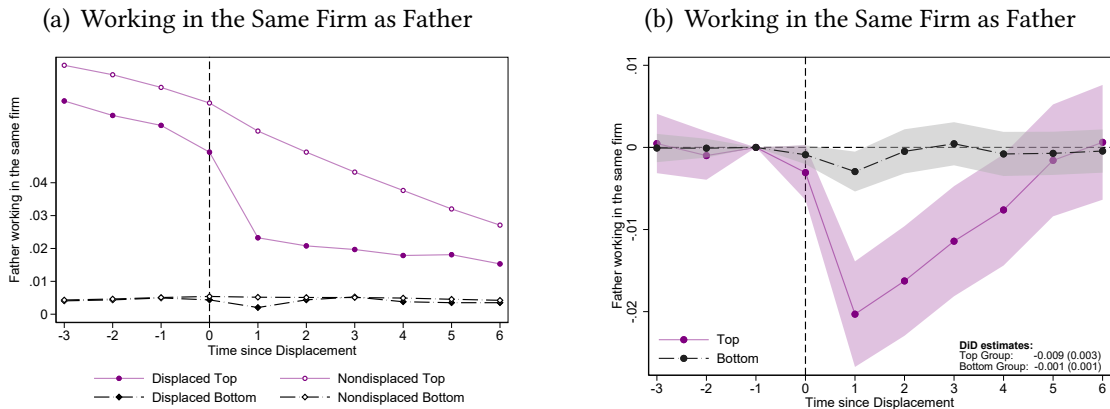 (a) Working in the Same Firm as Father
Father working in the same firm
.04
.03
.02
.01
0
-3 -2 -1 0 1 2 3 4 5 6
Time since Displacement
Displaced Top Nondisplaced Top
Displaced Bottom Nondisplaced Bottom
(b) Working in the Same Firm as Father
Father working in the same firm
.01
0
-.01
-.02
Top
Bottom
DiD estimates:
Top Group: -0.009 (0.003)
Bottom Group: -0.001 (0.001)
-3 -2 -1 0 1 2 3 4 5 6
Time since Displacement